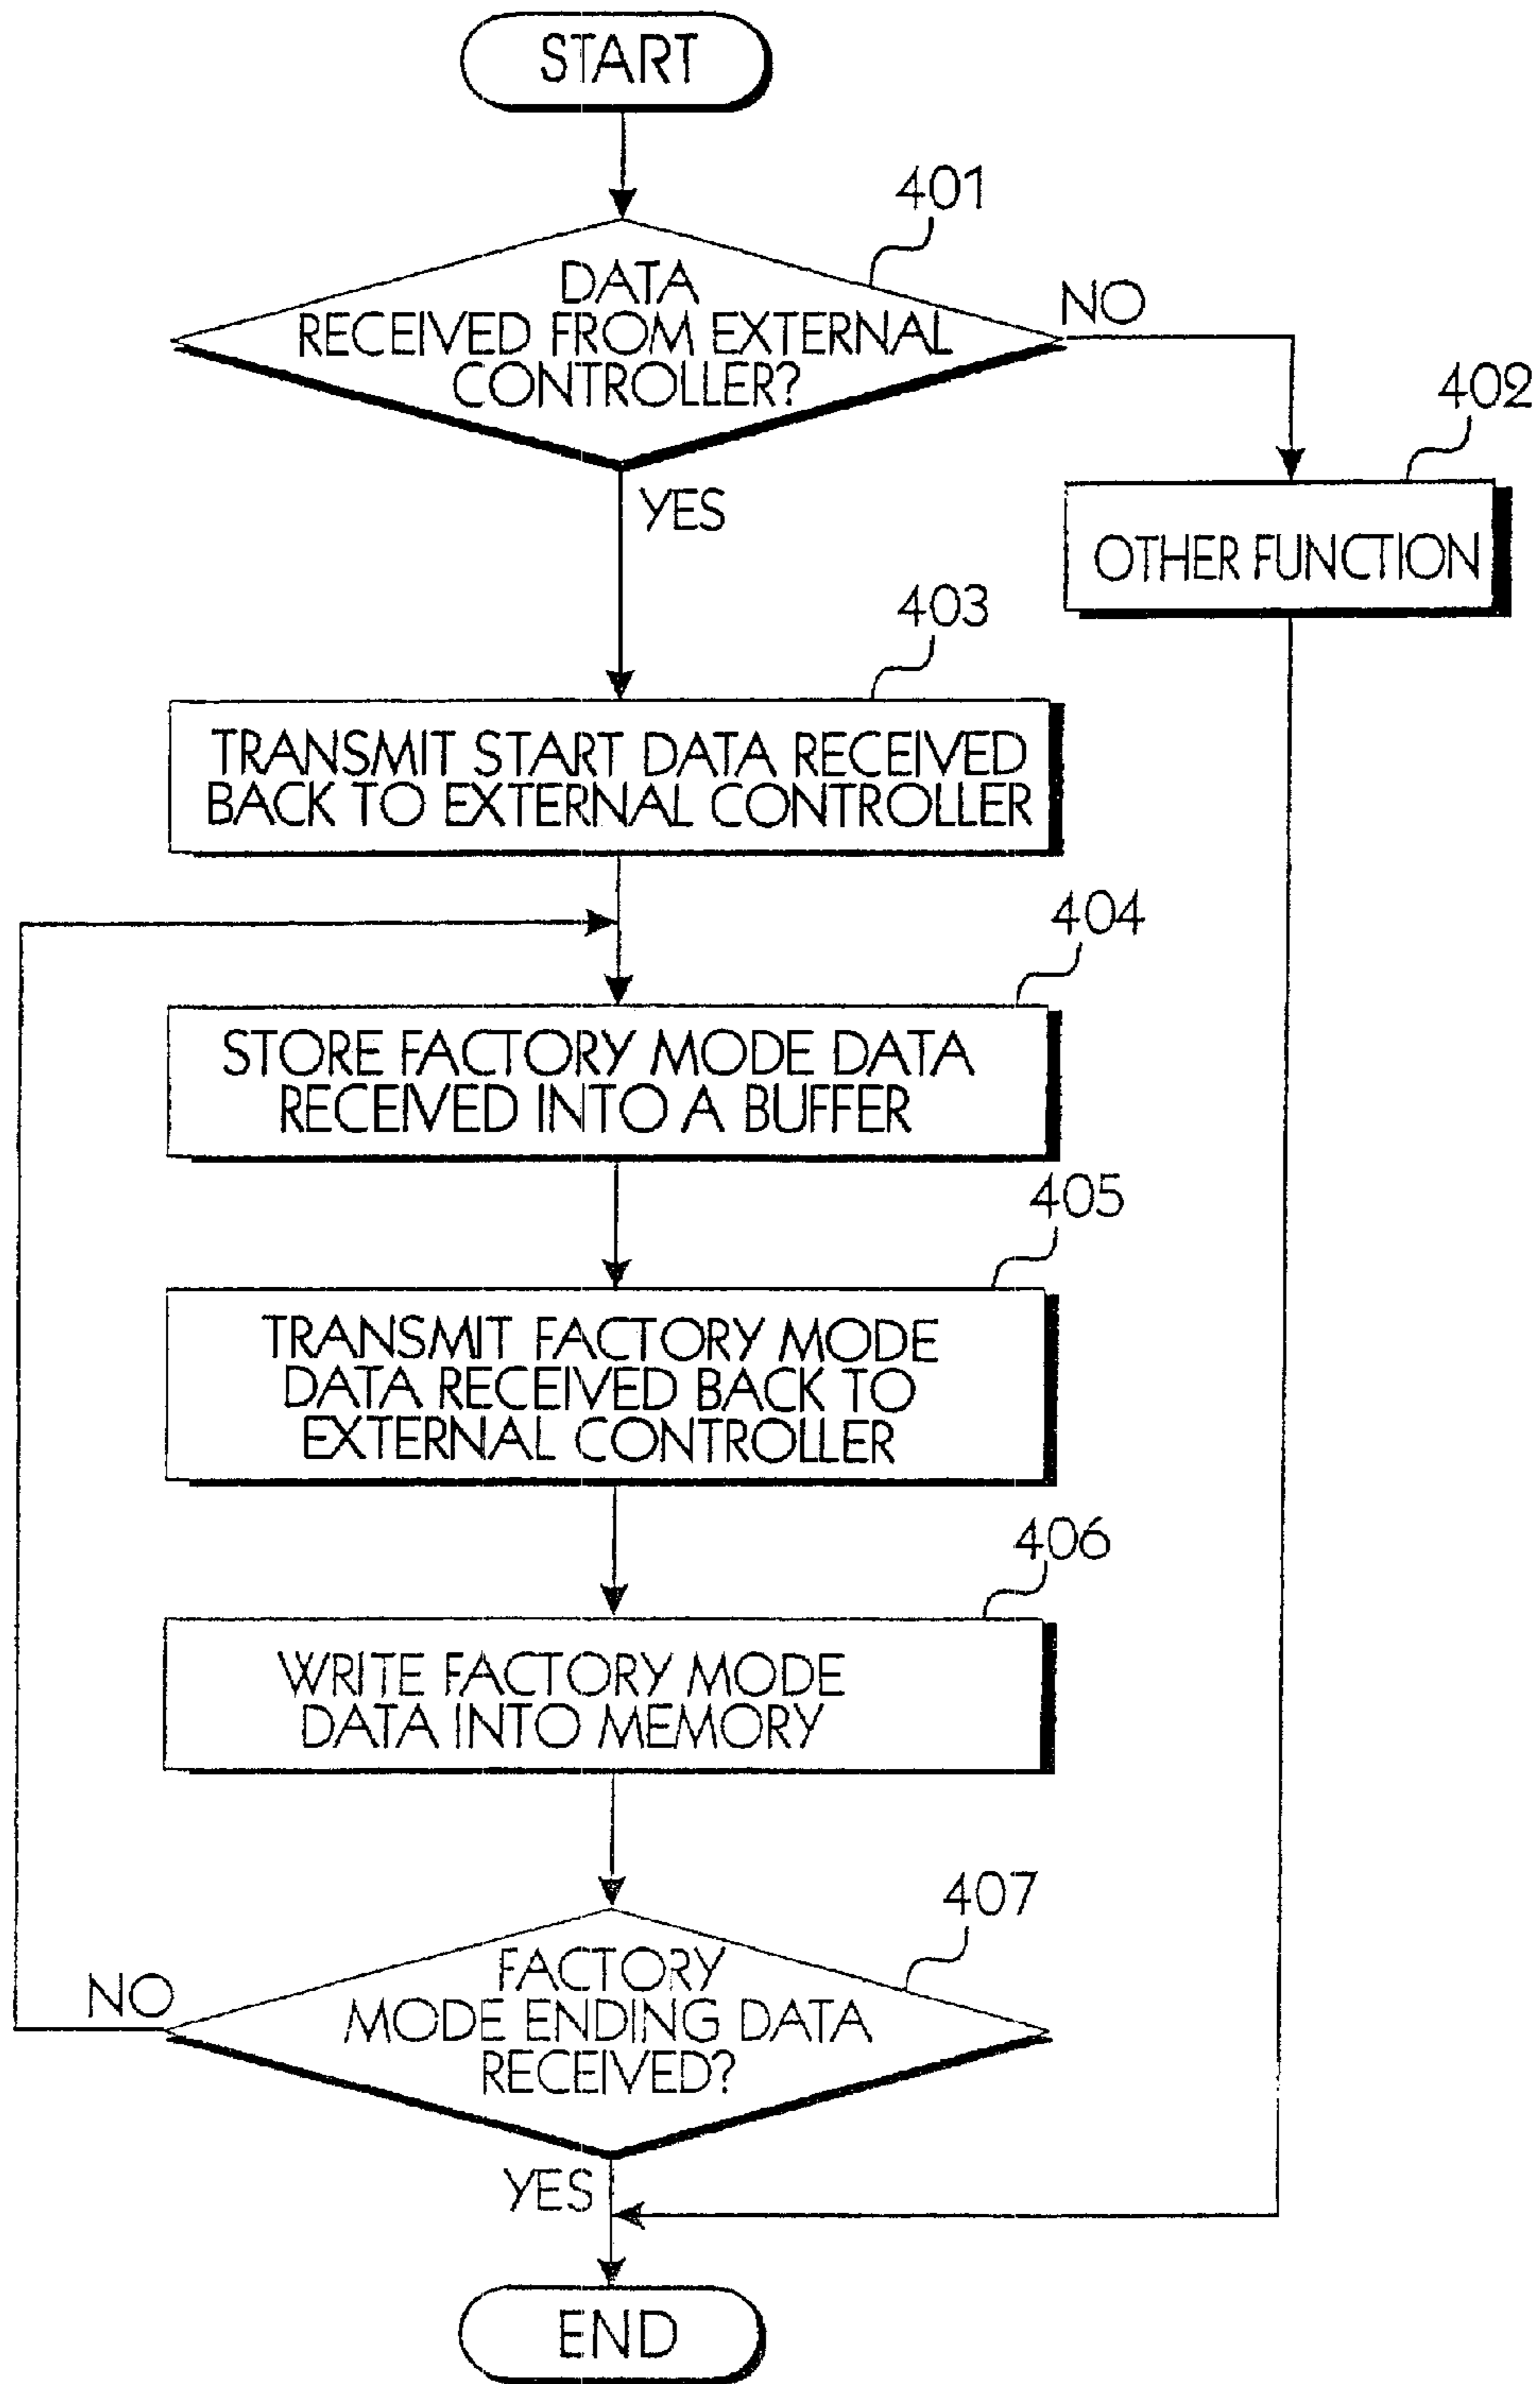 START
401
DATA
RECEIVED FROM EXTERNAL
CONTROLLER?
NO
YES
402
OTHER FUNCTION
403
TRANSMIT START DATA RECEIVED
BACK TO EXTERNAL CONTROLLER
404
STORE FACTORY MODE DATA
RECEIVED INTO A BUFFER
405
TRANSMIT FACTORY MODE
DATA RECEIVED BACK TO
EXTERNAL CONTROLLER
406
WRITE FACTORY MODE
DATA INTO MEMORY
407
FACTORY
MODE ENDING DATA
RECEIVED?
NO
YES
END